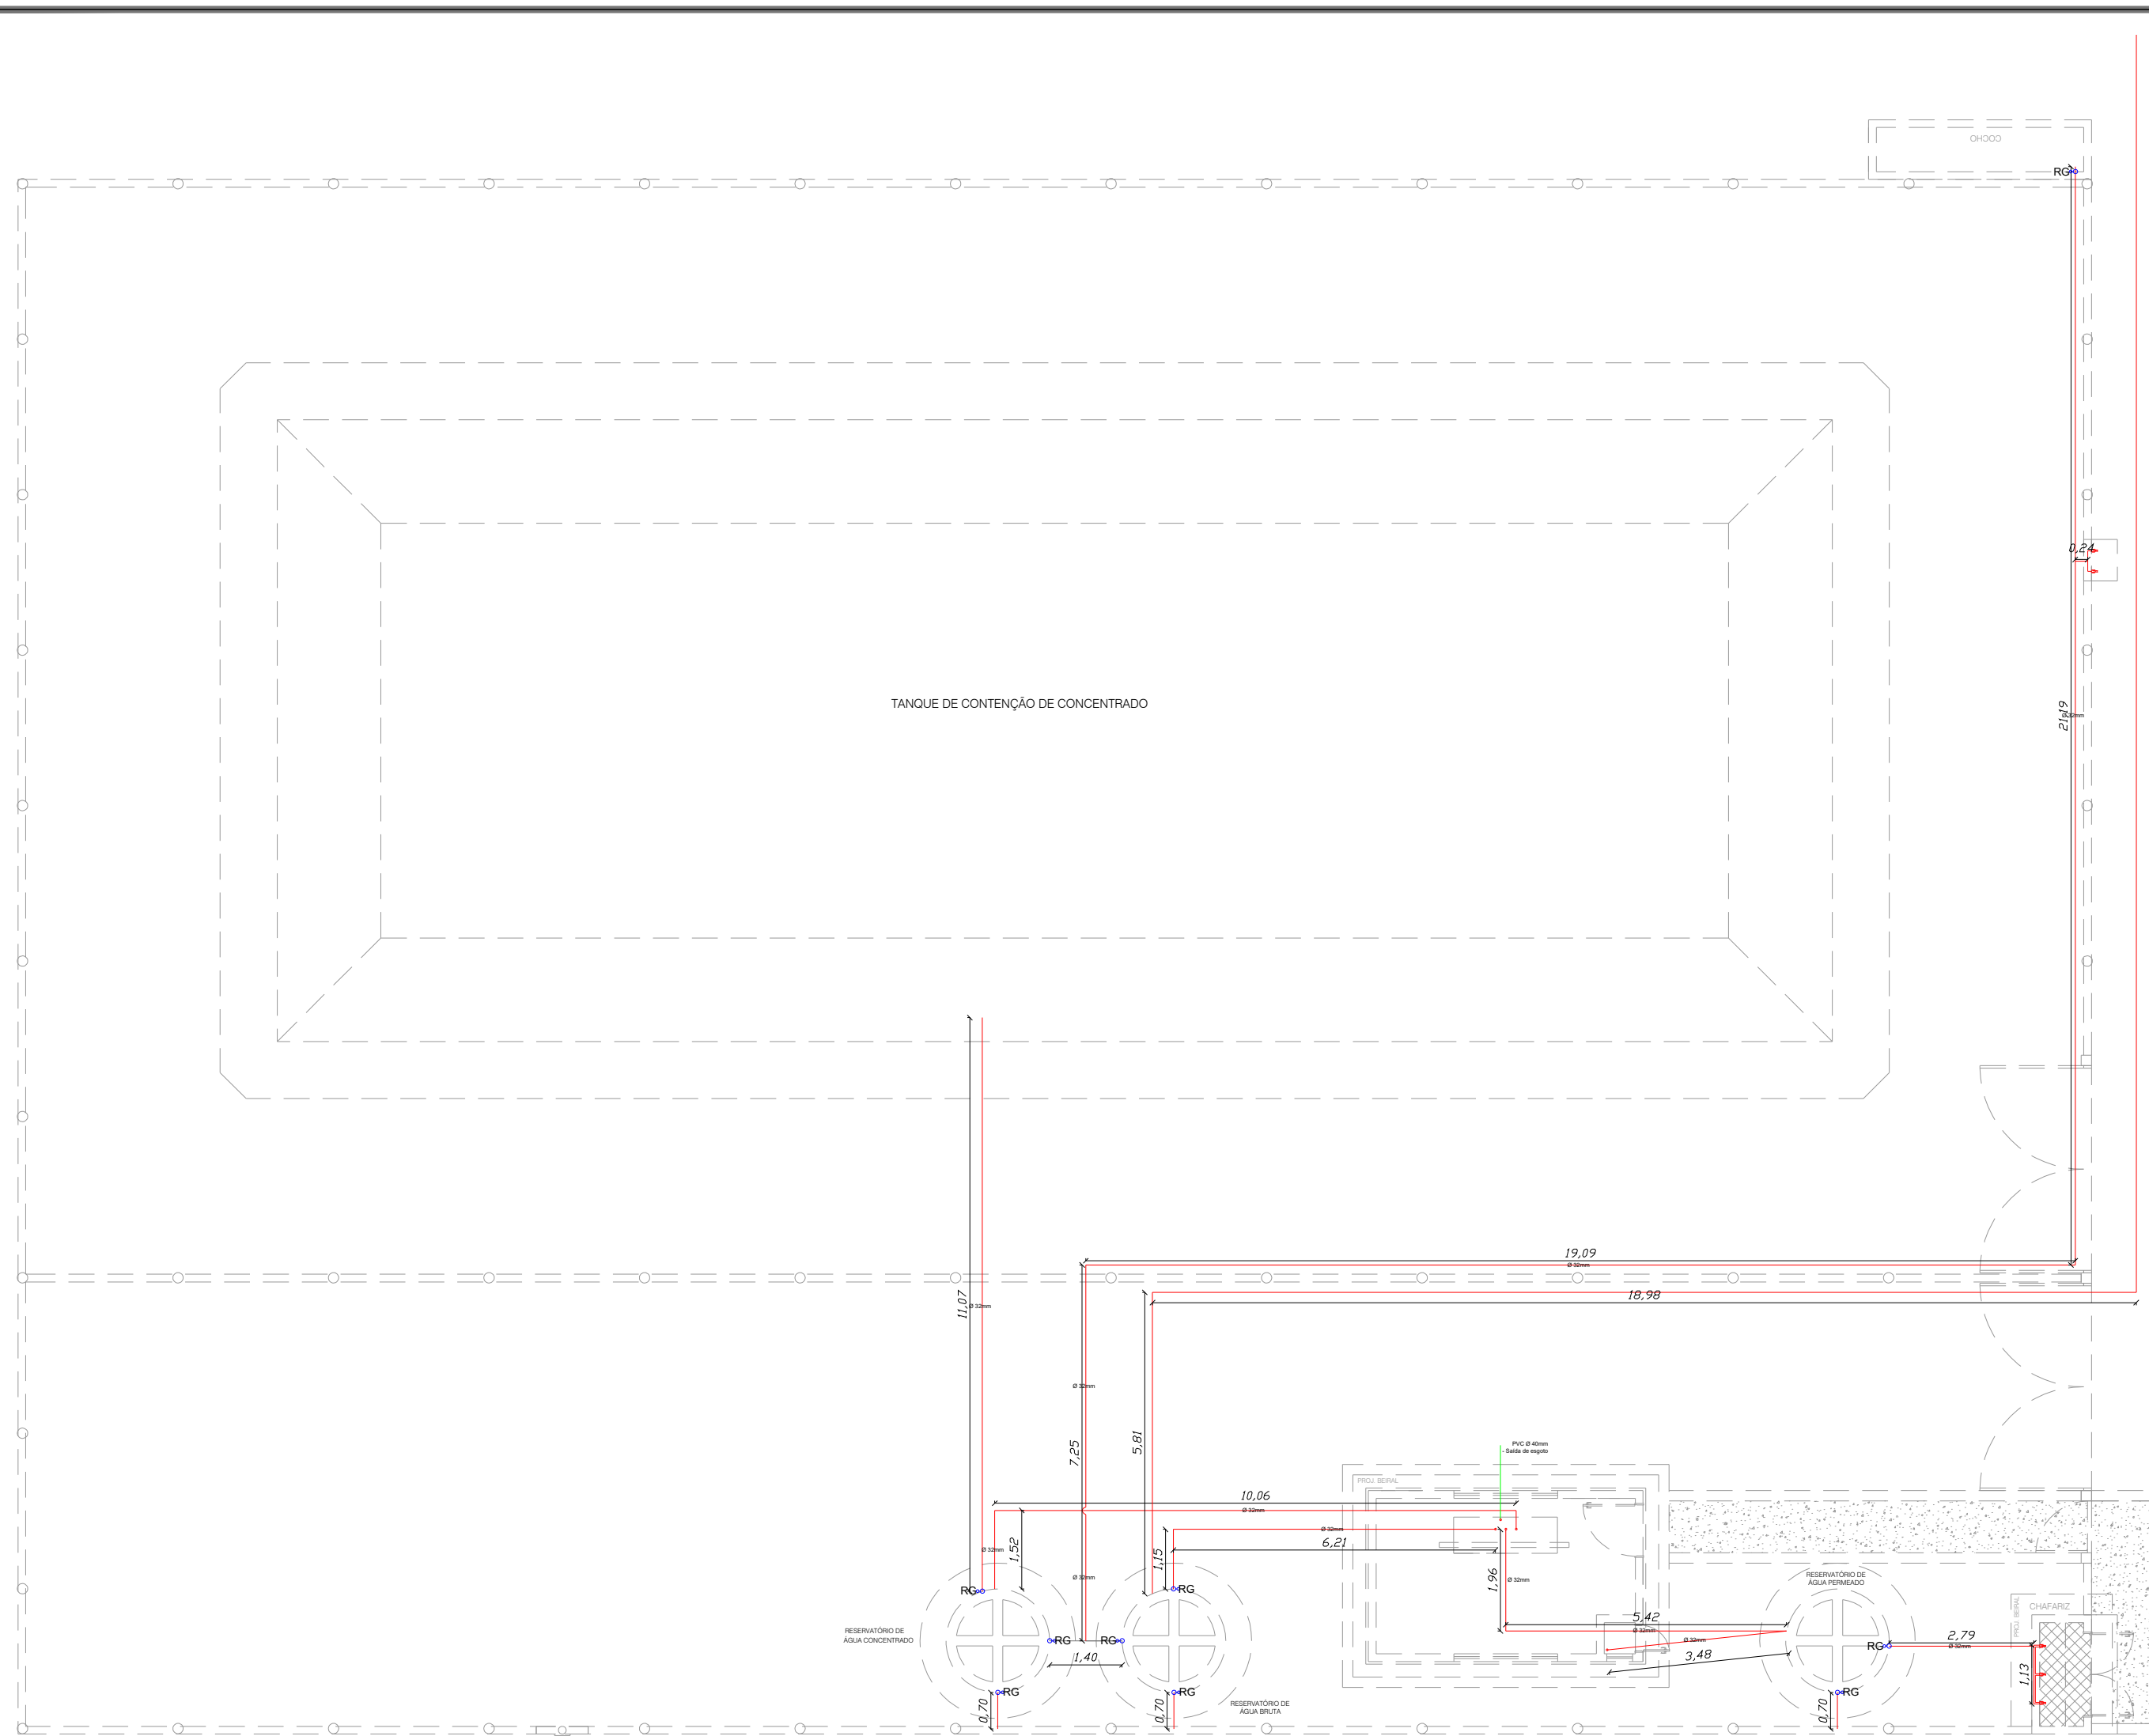 COCHO
RG
0,24
TANQUE DE CONTENÇÃO DE CONCENTRADO
21,19
Ø 32mm
19,09
Ø 32mm
18,98
11,07
Ø 32mm
7,25
Ø 32mm
5,81
PVC Ø 40mm
- Saída de esgoto
PROJ. BEIRAL
10,06
Ø 32mm
Ø 32mm
6,21
1,52
Ø 32mm
1,15
Ø 32mm
1,96
Ø 32mm
RG
RG
RESERVATÓRIO DE
ÁGUA PERMEADO
PROJ. BEIRAL
CHAFARIZ
5,42
Ø 32mm
RESERVATÓRIO DE
ÁGUA CONCENTRADO
RG
RG
1,40
Ø 32mm
3,48
RG
2,79
Ø 32mm
1,13
RG
0,70
RG
0,70
RESERVATÓRIO DE
ÁGUA BRUTA
RG
0,70